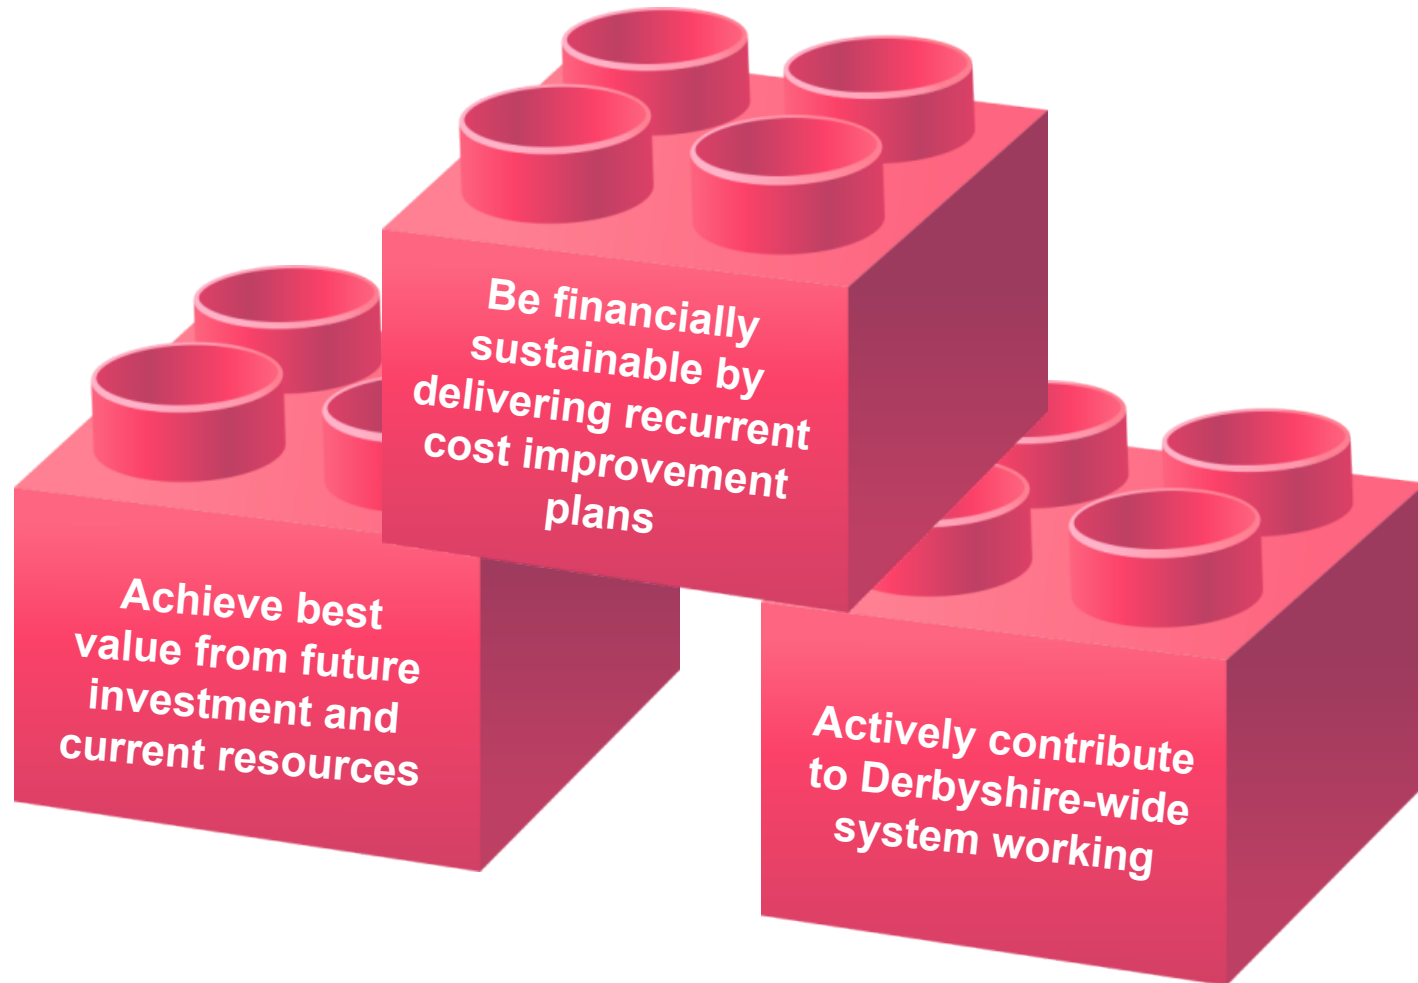 Be financially
sustainable by
delivering recurrent
cost improvement
plans
Achieve best
value from future
investment and
current resources
Actively contribute
to Derbyshire-wide
system working